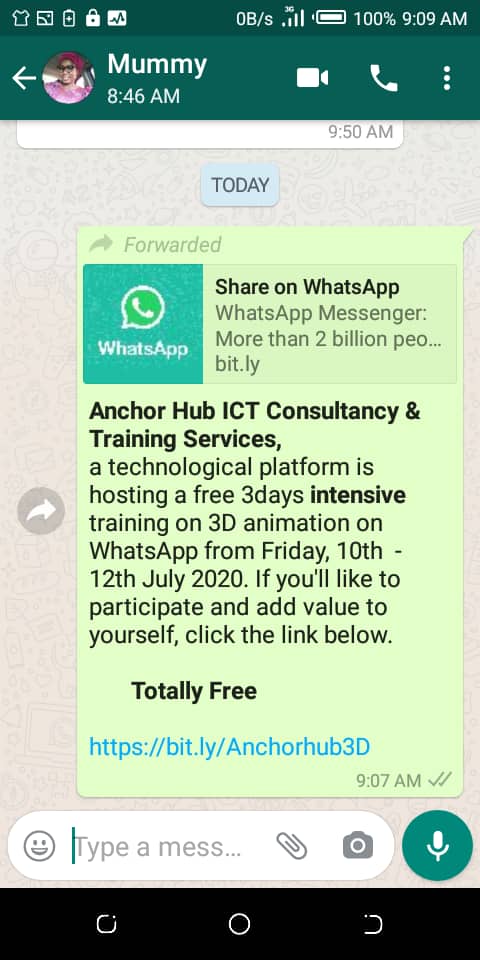 0B/s 3G 100% 9:09 AM
Mummy
8:46 AM
9:50 AM
TODAY
Forwarded
WhatsApp
Share on WhatsApp
WhatsApp Messenger:
More than 2 billion peo...
bit.ly
Anchor Hub ICT Consultancy &
Training Services,
a technological platform is
hosting a free 3days intensive
training on 3D animation on
WhatsApp from Friday, 10th -
12th July 2020. If you'll like to
participate and add value to
yourself, click the link below.
Totally Free
https://bit.ly/Anchorhub3D
9:07 AM
Type a mess...